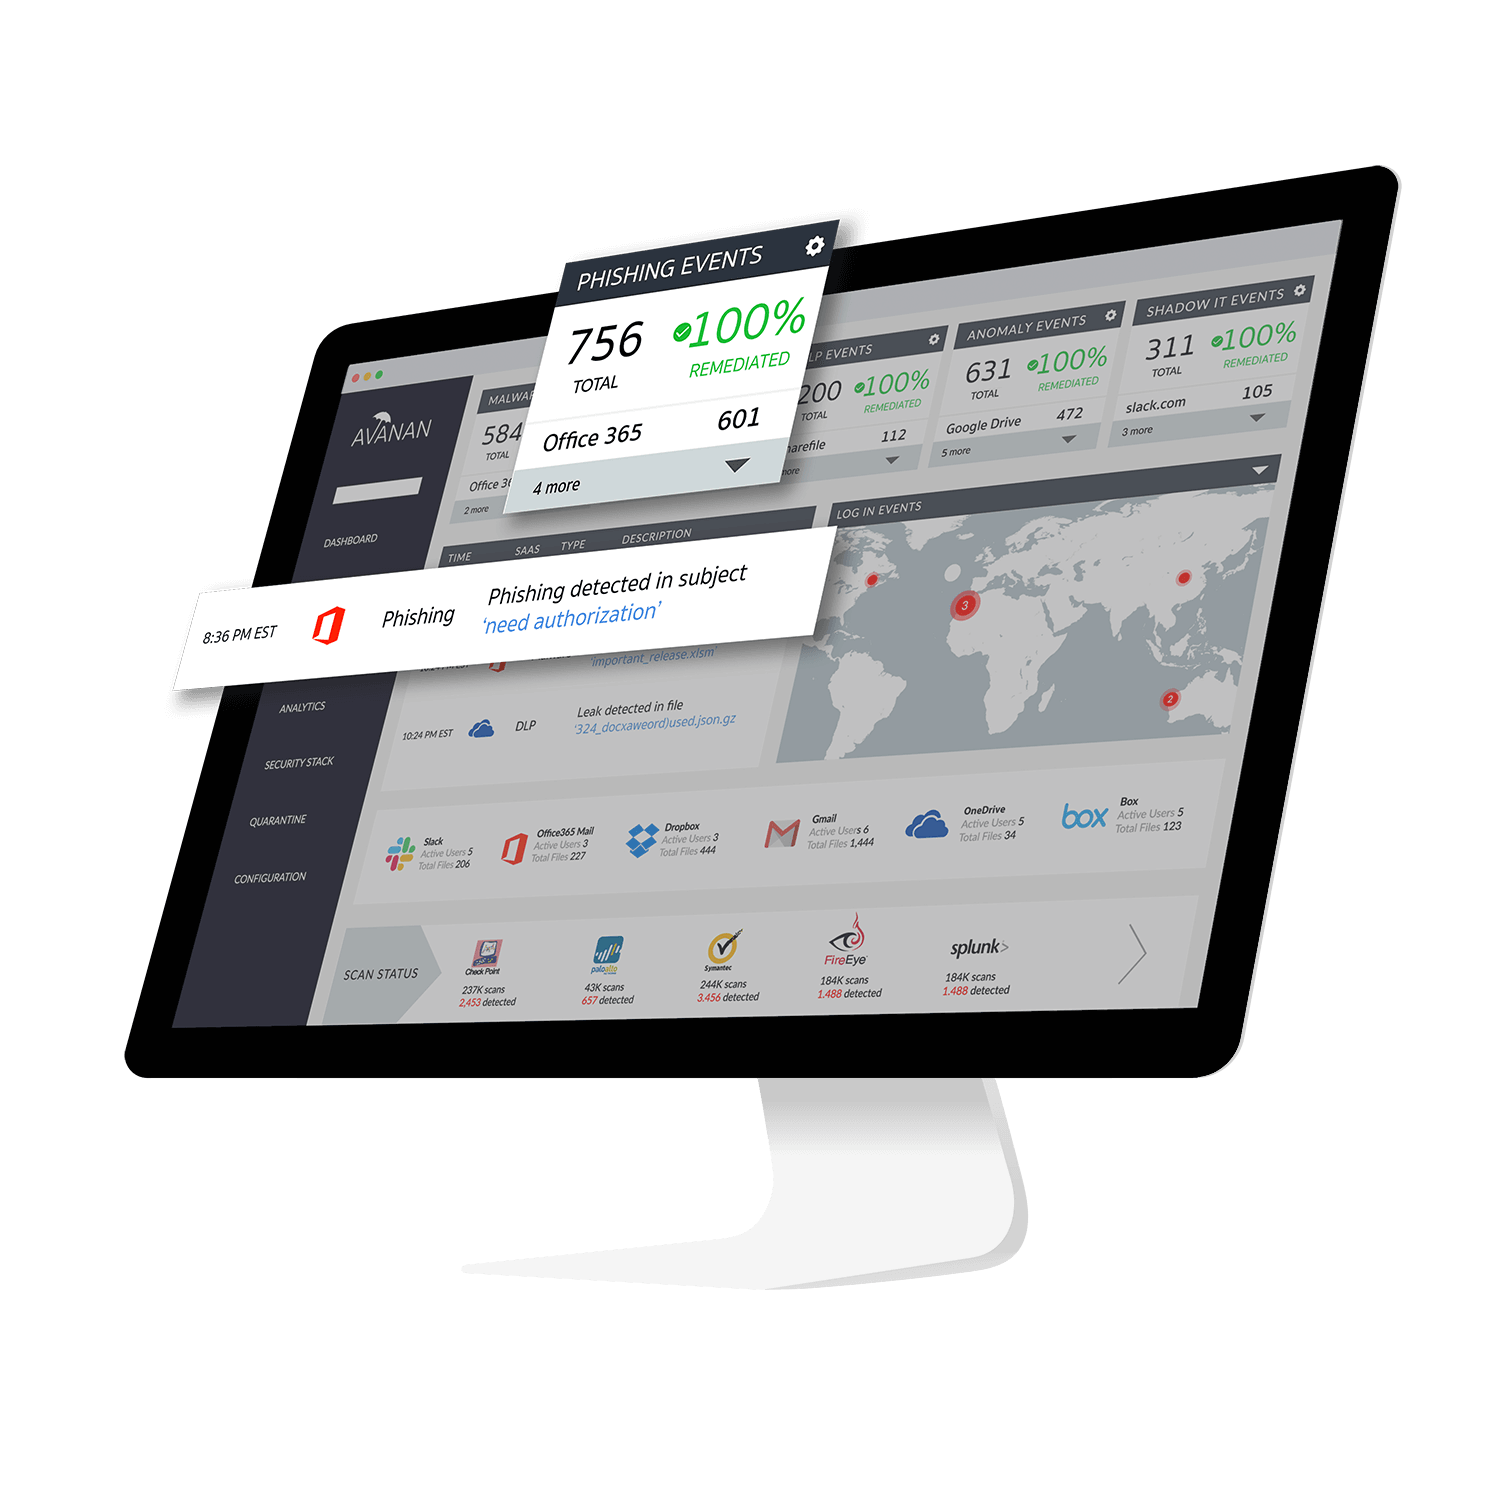 PHISHING EVENTS
756
TOTAL
100%
REMEDIATED
Office 365
601
4 more
AVANAN
DASHBOARD
ANALYTICS
SECURITY STACK
QUARANTINE
CONFIGURATION
584
TOTAL
Office
2 more
EVENTS
200
TOTAL
100%
REMEDIATED
112
ANOMALY EVENTS
631
TOTAL
100%
REMEDIATED
Google Drive
472
5 more
SHADOW IT EVENTS
311
TOTAL
100%
REMEDIATED
slack.com
105
3 more
TIME SAAS TYPE DESCRIPTION
8:36 PM EST
Phishing
Phishing detected in subject
‘need authorization’
'important_release.xlsm'
10:24 PM EST
DLP
Leak detected in file
'324_docxaweord)used.json.gz
LOG IN EVENTS
3
2
Slack
Active Users 5
Total Files 206
Office365 Mail
Active Users 3
Total Files 227
Dropbox
Active Users 3
Total Files 444
Gmail
Active Users 6
Total Files 1,444
OneDrive
Active Users 5
Total Files 34
box
Box
Active Users 5
Total Files 123
SCAN STATUS
Check Point
237K scans
2,453 detected
paloalto
43K scans
657 detected
Symantec
244K scans
3.456 detected
FireEye
184K scans
1.488 detected
splunk>
184K scans
1.488 detected